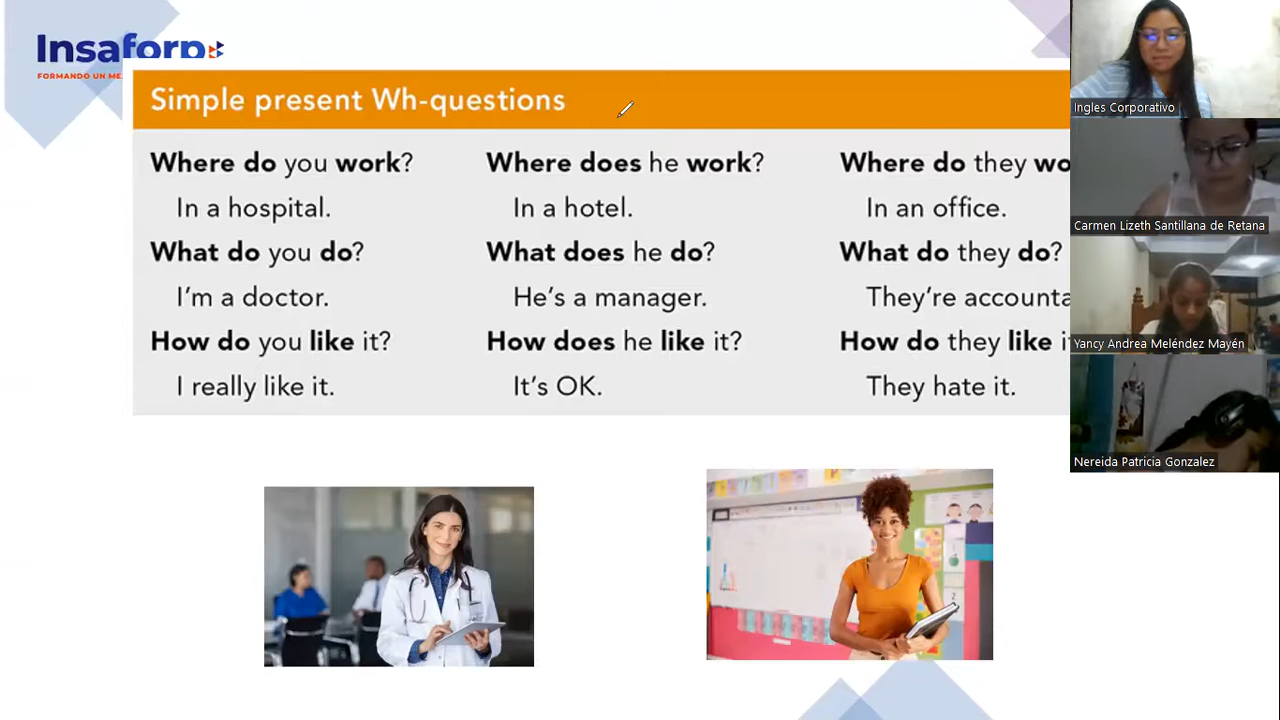 Insaforp
FORMANDO UN
Simple present Wh-questions
Where do you work? Where does he work? Where do they
In a hospital. In a hotel. In an office.
What do you do? What does he do? What do they do?
I'm a doctor. He's a manager. They're
How do you like it? How does he like it? How do they like
I really like it. It's OK. They hate it.
Ingles Corporativo
Carmen Lizeth Santillana de Retana
Yancy Andrea Meléndez Mayén
Nereida Patricia Gonzalez